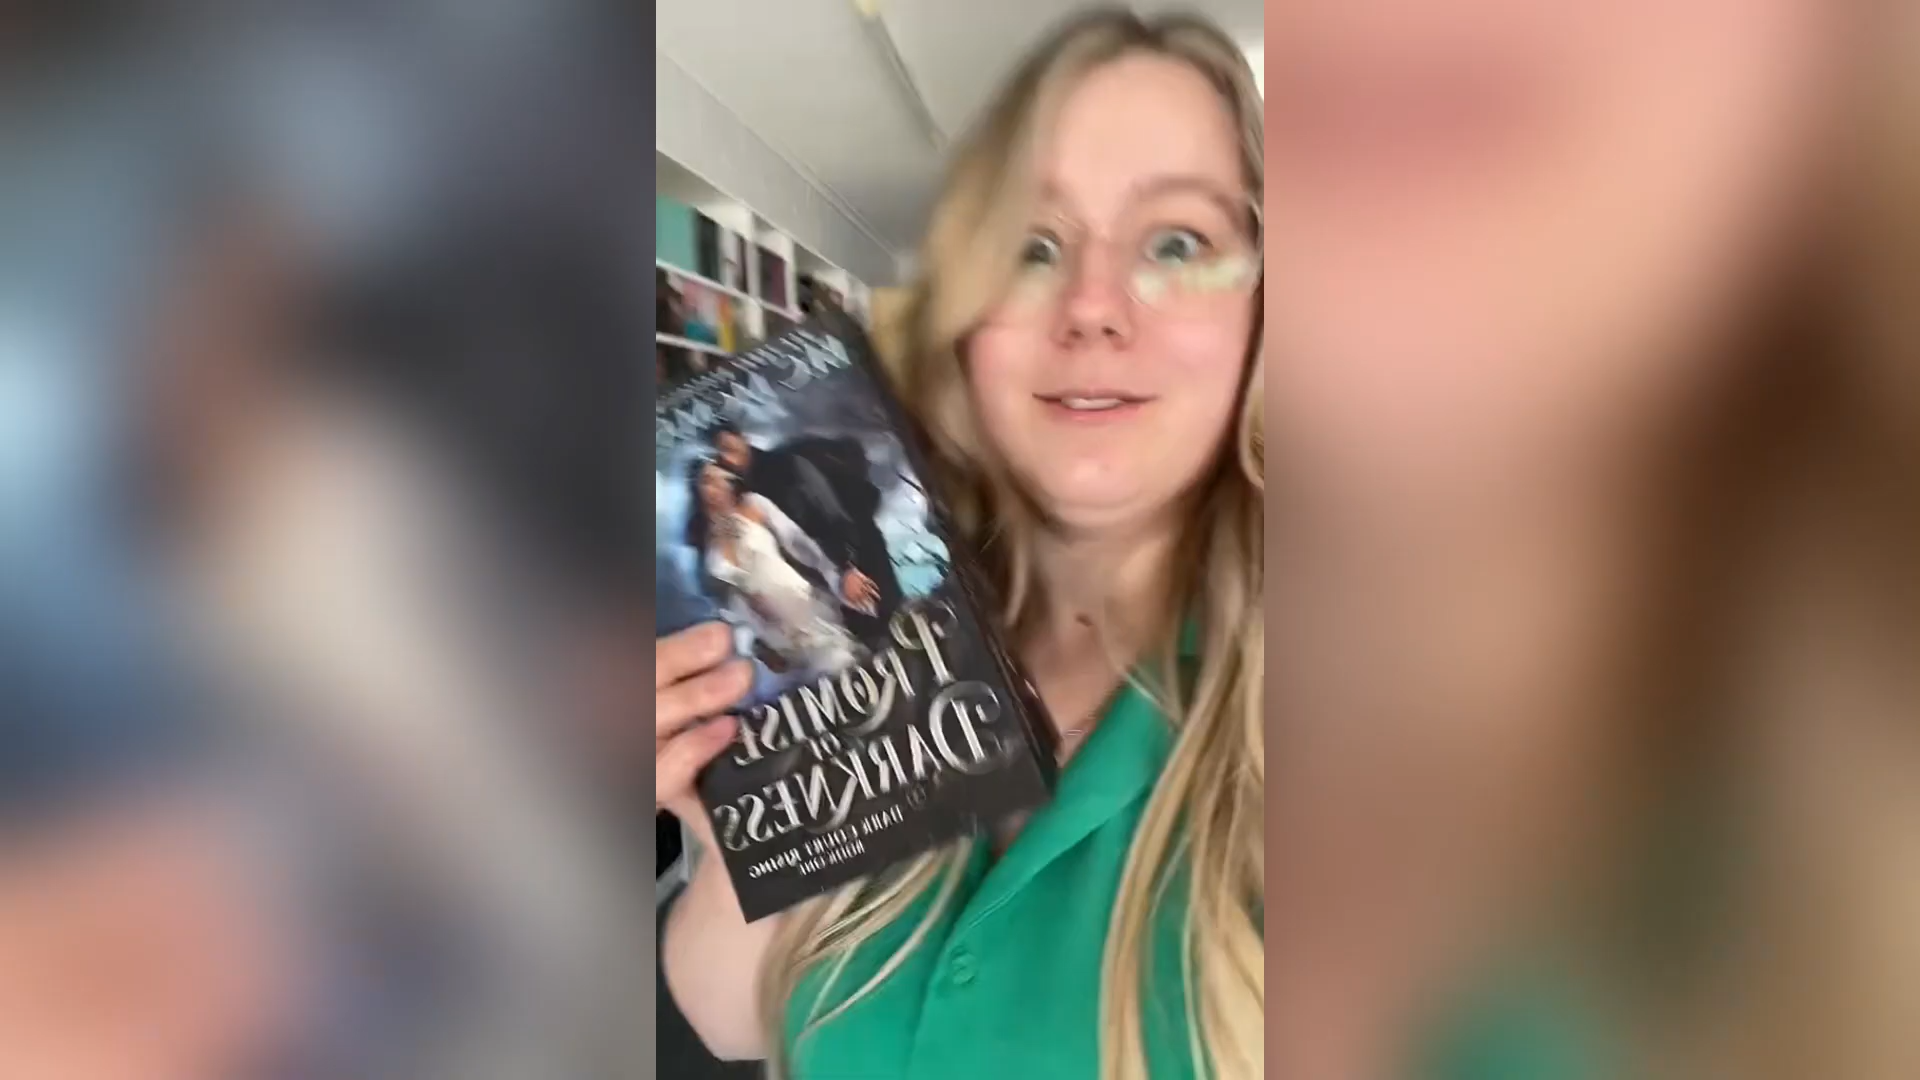 PROMISE
OF
DARKNESS
DARK COURT RISING
BOOK ONE